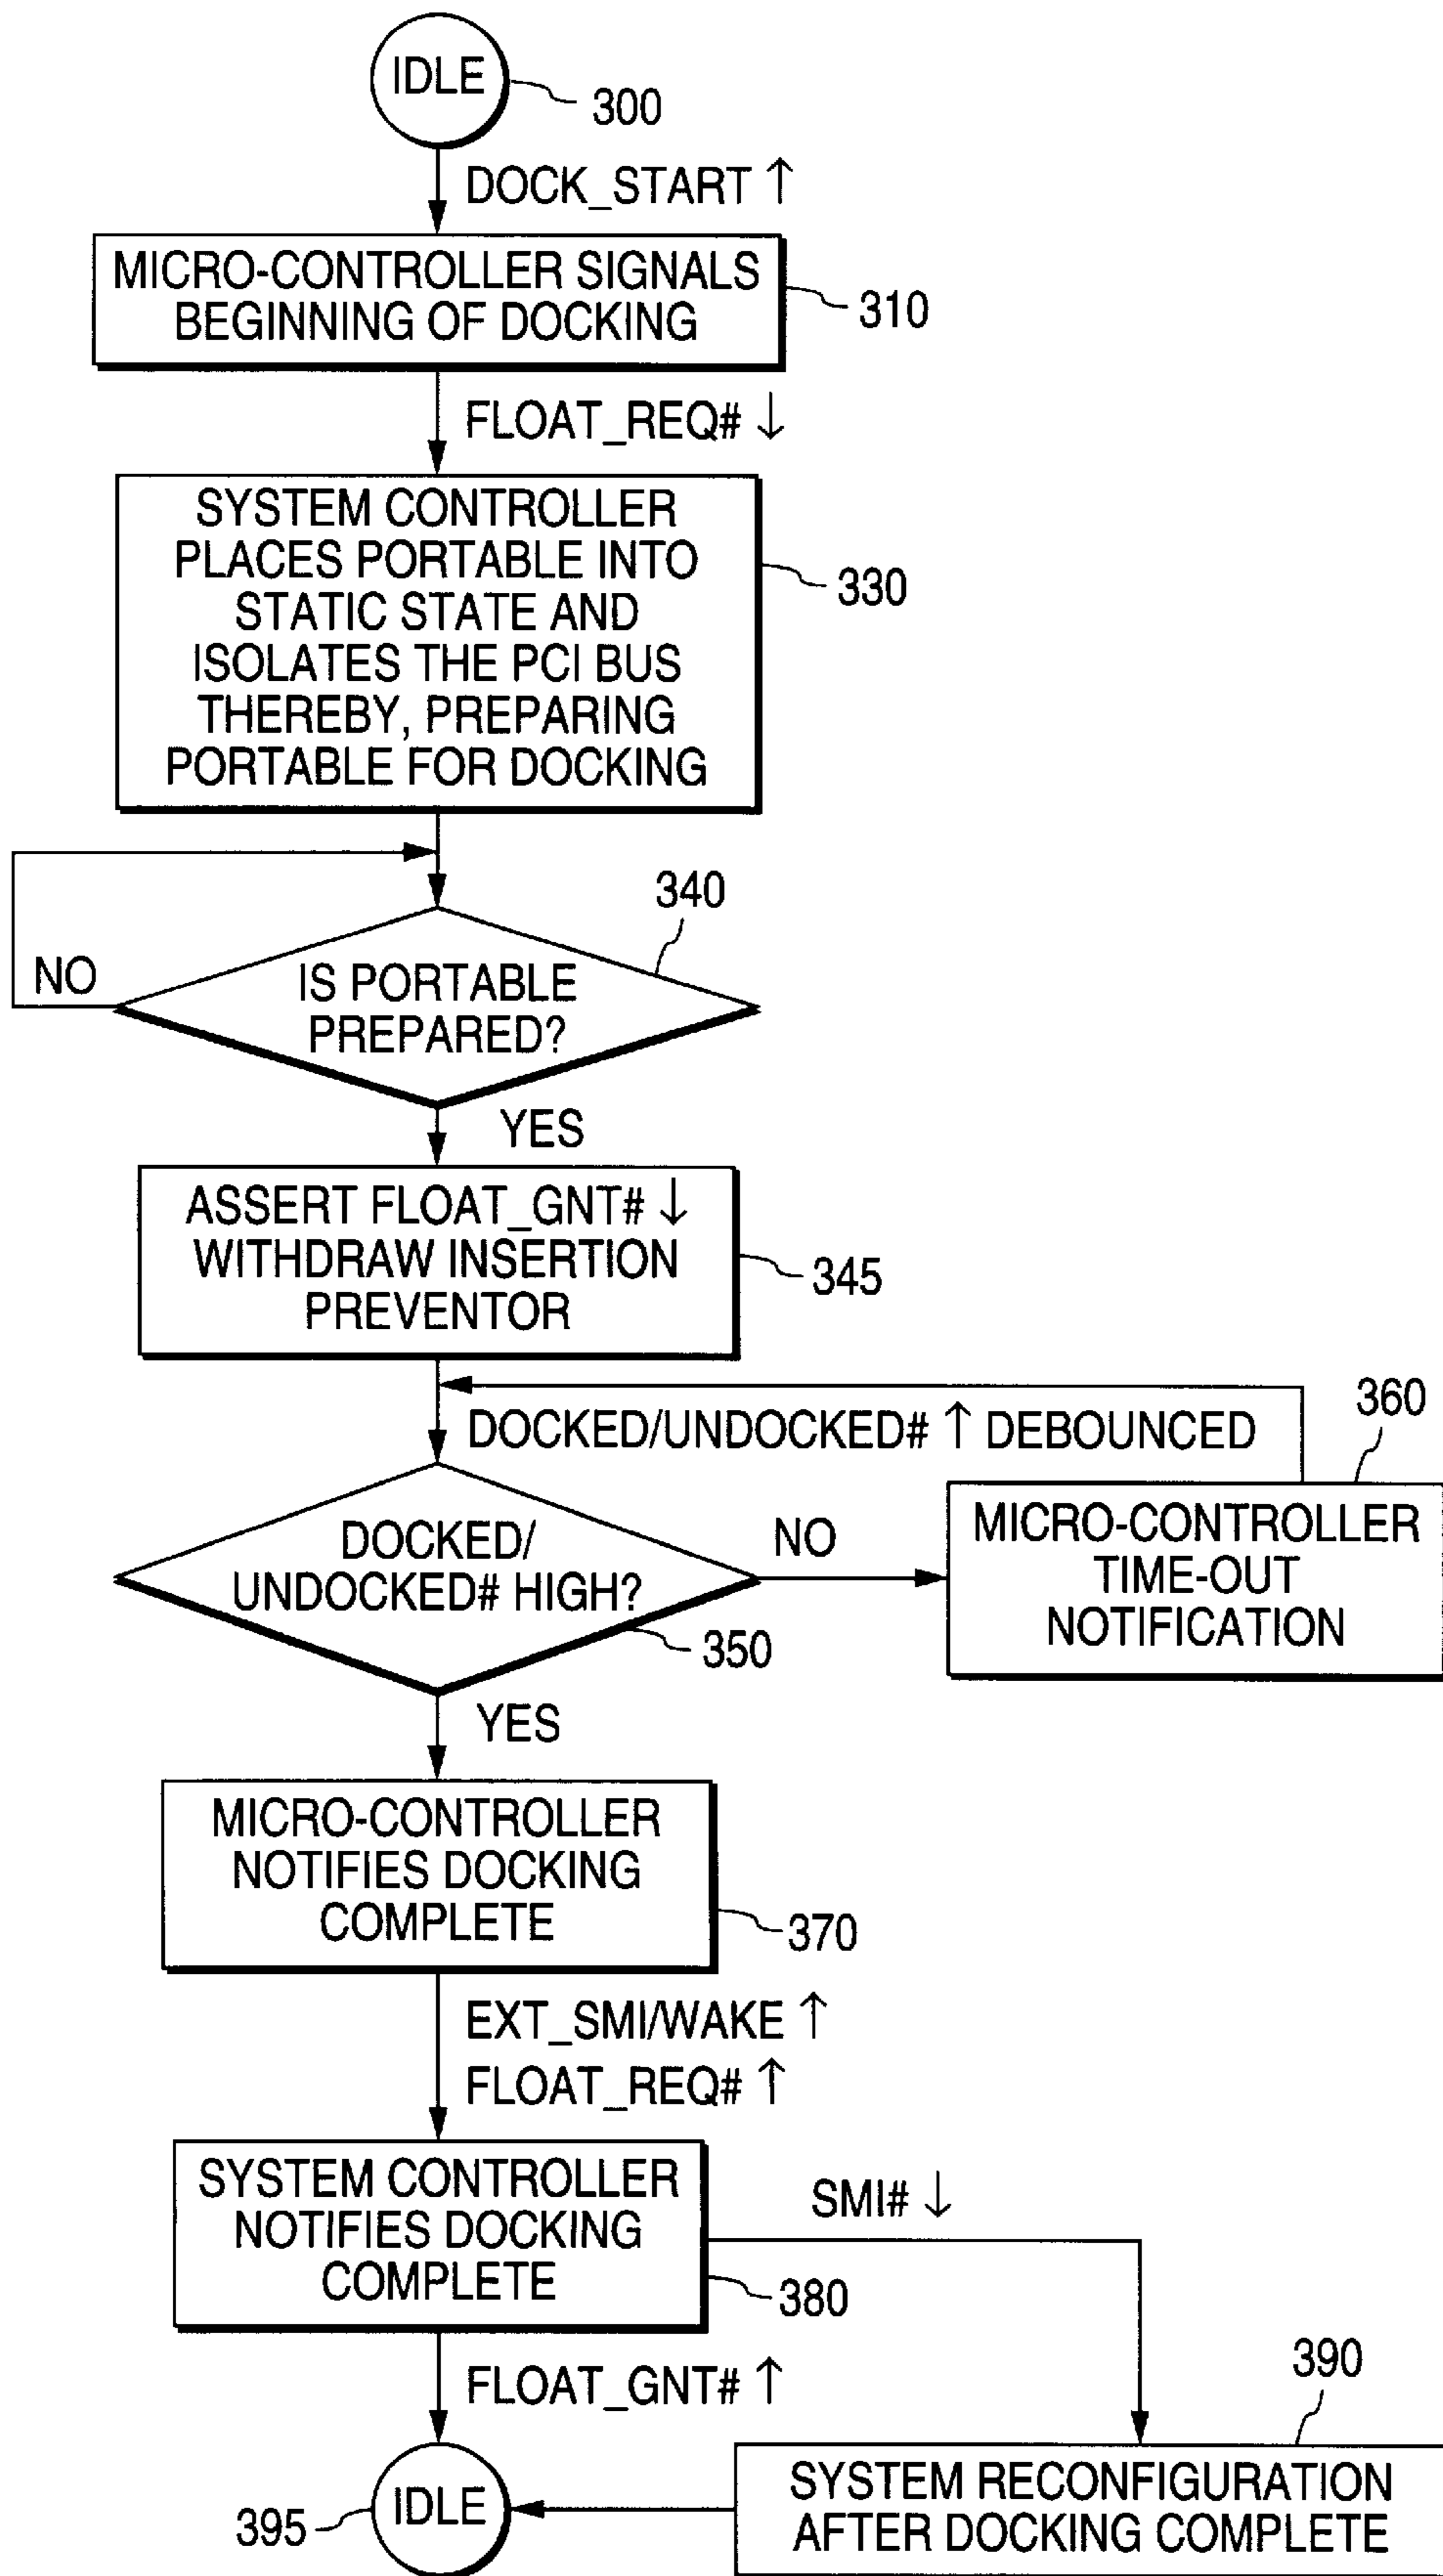 IDLE
300
DOCK_START ↑
MICRO-CONTROLLER SIGNALS
BEGINNING OF DOCKING
310
FLOAT_REQ# ↓
SYSTEM CONTROLLER
PLACES PORTABLE INTO
STATIC STATE AND
ISOLATES THE PCI BUS
THEREBY, PREPARING
PORTABLE FOR DOCKING
330
340
NO
IS PORTABLE
PREPARED?
YES
ASSERT FLOAT_GNT# ↓
WITHDRAW INSERTION
PREVENTOR
345
DOCKED/UNDOCKED# ↑ DEBOUNCED
360
DOCKED/
UNDOCKED# HIGH?
350
NO
MICRO-CONTROLLER
TIME-OUT
NOTIFICATION
YES
MICRO-CONTROLLER
NOTIFIES DOCKING
COMPLETE
370
EXT_SMI/WAKE ↑
FLOAT_REQ# ↑
SYSTEM CONTROLLER
NOTIFIES DOCKING
COMPLETE
380
SMI# ↓
FLOAT_GNT# ↑
390
SYSTEM RECONFIGURATION
AFTER DOCKING COMPLETE
395
IDLE